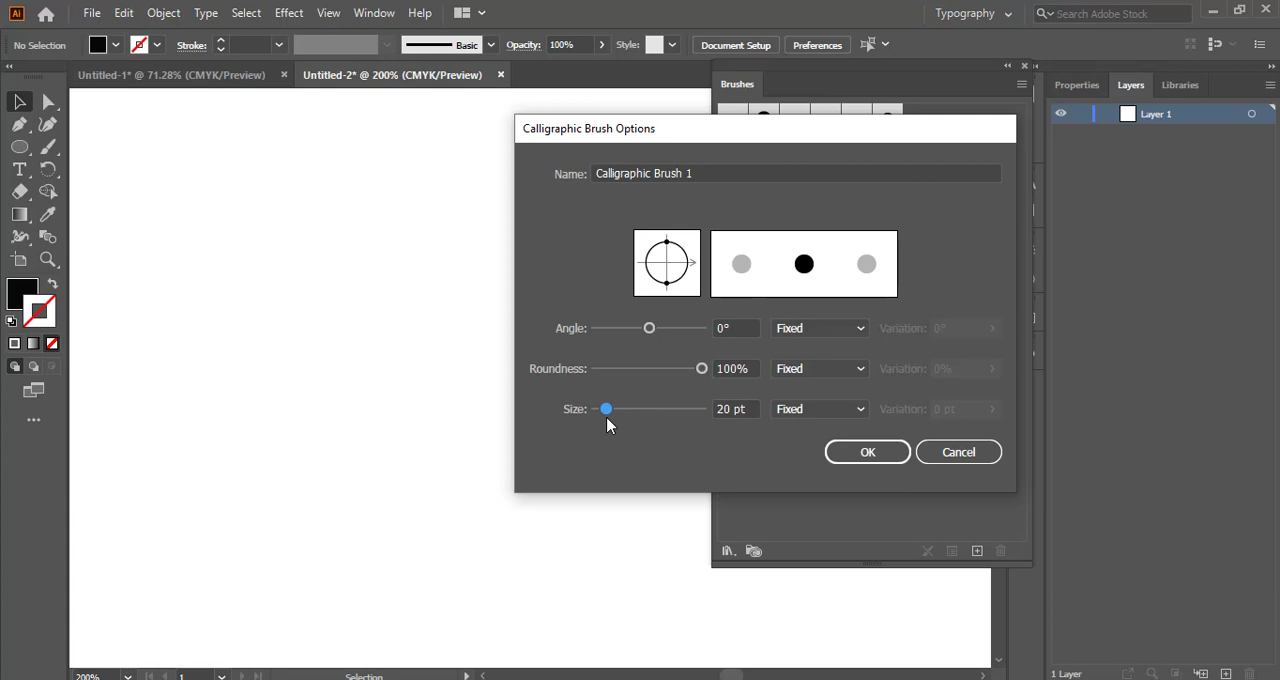 Ai File Edit Object Type Select Effect View Window Help Typography Search Adobe Stock
No Selection Stroke: Basic Opacity: 100% Style: Document Setup Preferences
Untitled-1* @ 71.28% (CMYK/Preview) Untitled-2* @ 200% (CMYK/Preview)
Brushes
Properties Layers Libraries
Layer 1
Calligraphic Brush Options
Name: Calligraphic Brush 1
Angle: 0° Fixed Variation: 0°
Roundness: 100% Fixed Variation: 0%
Size: 20 pt Fixed Variation: 0 pt
OK Cancel
200% 1 Selection
1 Layer